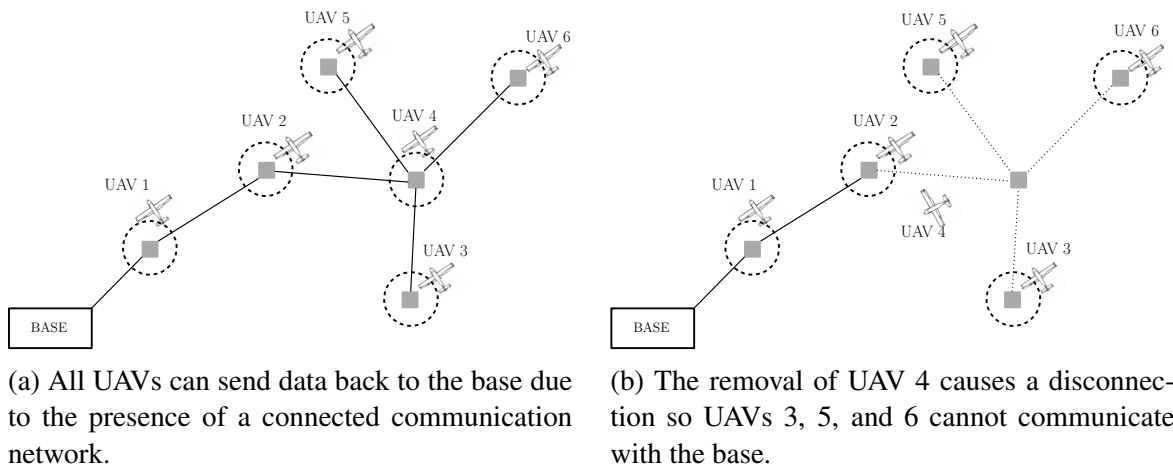 UAV 5
UAV 6
UAV 2
UAV 4
UAV 1
UAV 3
BASE
(a) All UAVs can send data back to the base due
to the presence of a connected communication
network.
UAV 5
UAV 6
UAV 2
UAV 1
UAV 4
UAV 3
BASE
(b) The removal of UAV 4 causes a disconnec-
tion so UAVs 3, 5, and 6 cannot communicate
with the base.